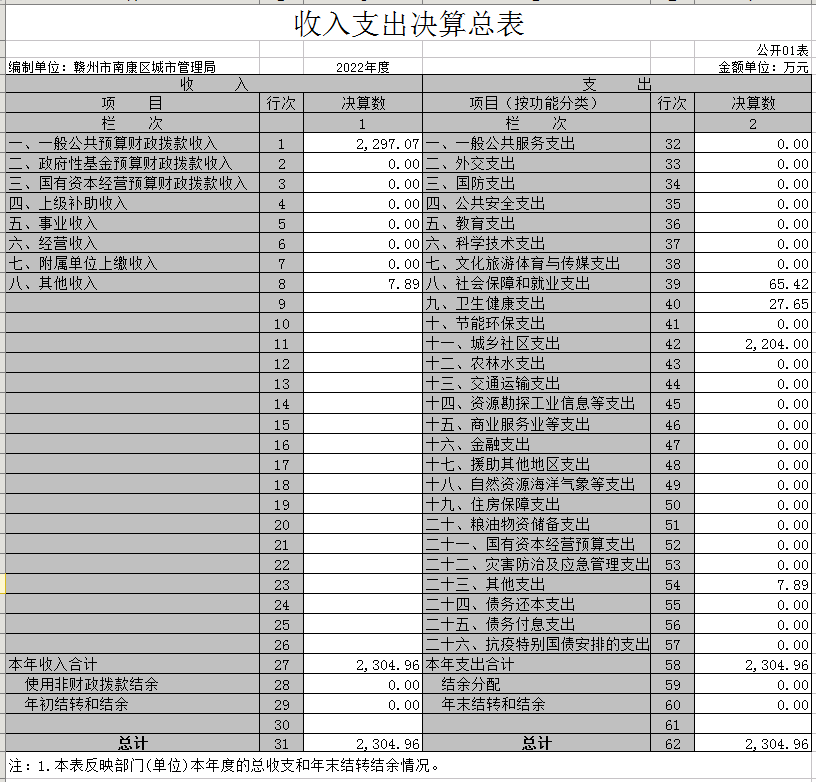 收入支出决算总表
公开01表
编制单位：赣州市南康区城市管理局 2022年度 金额单位：万元
收 入 支 出
项 目 行次 决算数 项目（按功能分类） 行次 决算数
栏 次 1 栏 次 2
一、一般公共预算财政拨款收入 1 2,297.07 一、一般公共服务支出 32 0.00
二、政府性基金预算财政拨款收入 2 0.00 二、外交支出 33 0.00
三、国有资本经营预算财政拨款收入 3 0.00 三、国防支出 34 0.00
四、上级补助收入 4 0.00 四、公共安全支出 35 0.00
五、事业收入 5 0.00 五、教育支出 36 0.00
六、经营收入 6 0.00 六、科学技术支出 37 0.00
七、附属单位上缴收入 7 0.00 七、文化旅游体育与传媒支出 38 0.00
八、其他收入 8 7.89 八、社会保障和就业支出 39 65.42
9 九、卫生健康支出 40 27.65
10 十、节能环保支出 41 0.00
11 十一、城乡社区支出 42 2,204.00
12 十二、农林水支出 43 0.00
13 十三、交通运输支出 44 0.00
14 十四、资源勘探工业信息等支出 45 0.00
15 十五、商业服务业等支出 46 0.00
16 十六、金融支出 47 0.00
17 十七、援助其他地区支出 48 0.00
18 十八、自然资源海洋气象等支出 49 0.00
19 十九、住房保障支出 50 0.00
20 二十、粮油物资储备支出 51 0.00
21 二十一、国有资本经营预算支出 52 0.00
22 二十二、灾害防治及应急管理支出 53 0.00
23 二十三、其他支出 54 7.89
24 二十四、债务还本支出 55 0.00
25 二十五、债务付息支出 56 0.00
26 二十六、抗疫特别国债安排的支出 57 0.00
本年收入合计 27 2,304.96 本年支出合计 58 2,304.96
使用非财政拨款结余 28 0.00 结余分配 59 0.00
年初结转和结余 29 0.00 年末结转和结余 60 0.00
30 61
总计 31 2,304.96 总计 62 2,304.96
注：1.本表反映部门(单位)本年度的总收支和年末结转结余情况。